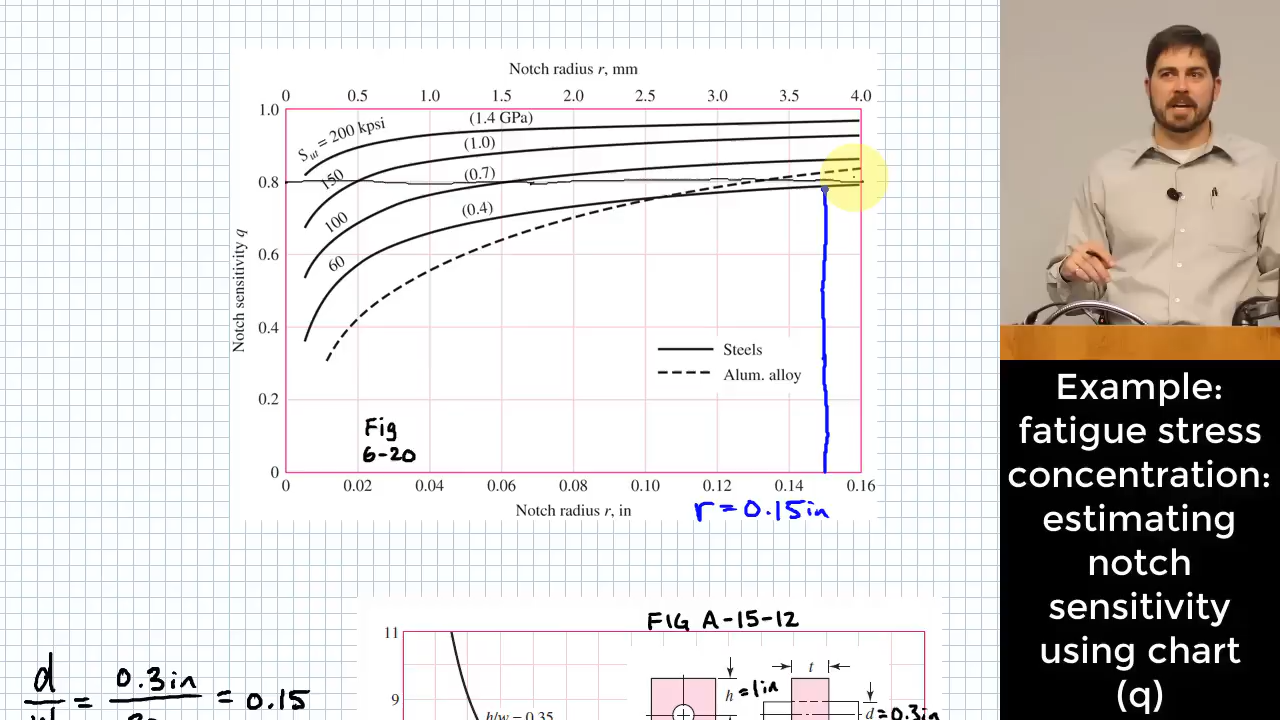 Notch radius r, mm
0 0.5 1.0 1.5 2.0 2.5 3.0 3.5 4.0
1.0
0.8
0.6
0.4
0.2
0
Notch sensitivity q
Sut = 200 kpsi
(1.4 GPa)
150
(1.0)
100
(0.7)
60
(0.4)
Steels
Alum. alloy
Fig
6-20
0 0.02 0.04 0.06 0.08 0.10 0.12 0.14 0.16
Notch radius r, in
r = 0.15in
FIG A-15-12
11
9
t
h = 1in
d = 0.3in
h/w = 0.35
d
= 0.3in = 0.15
Example:
fatigue stress
concentration:
estimating
notch
sensitivity
using chart
(q)